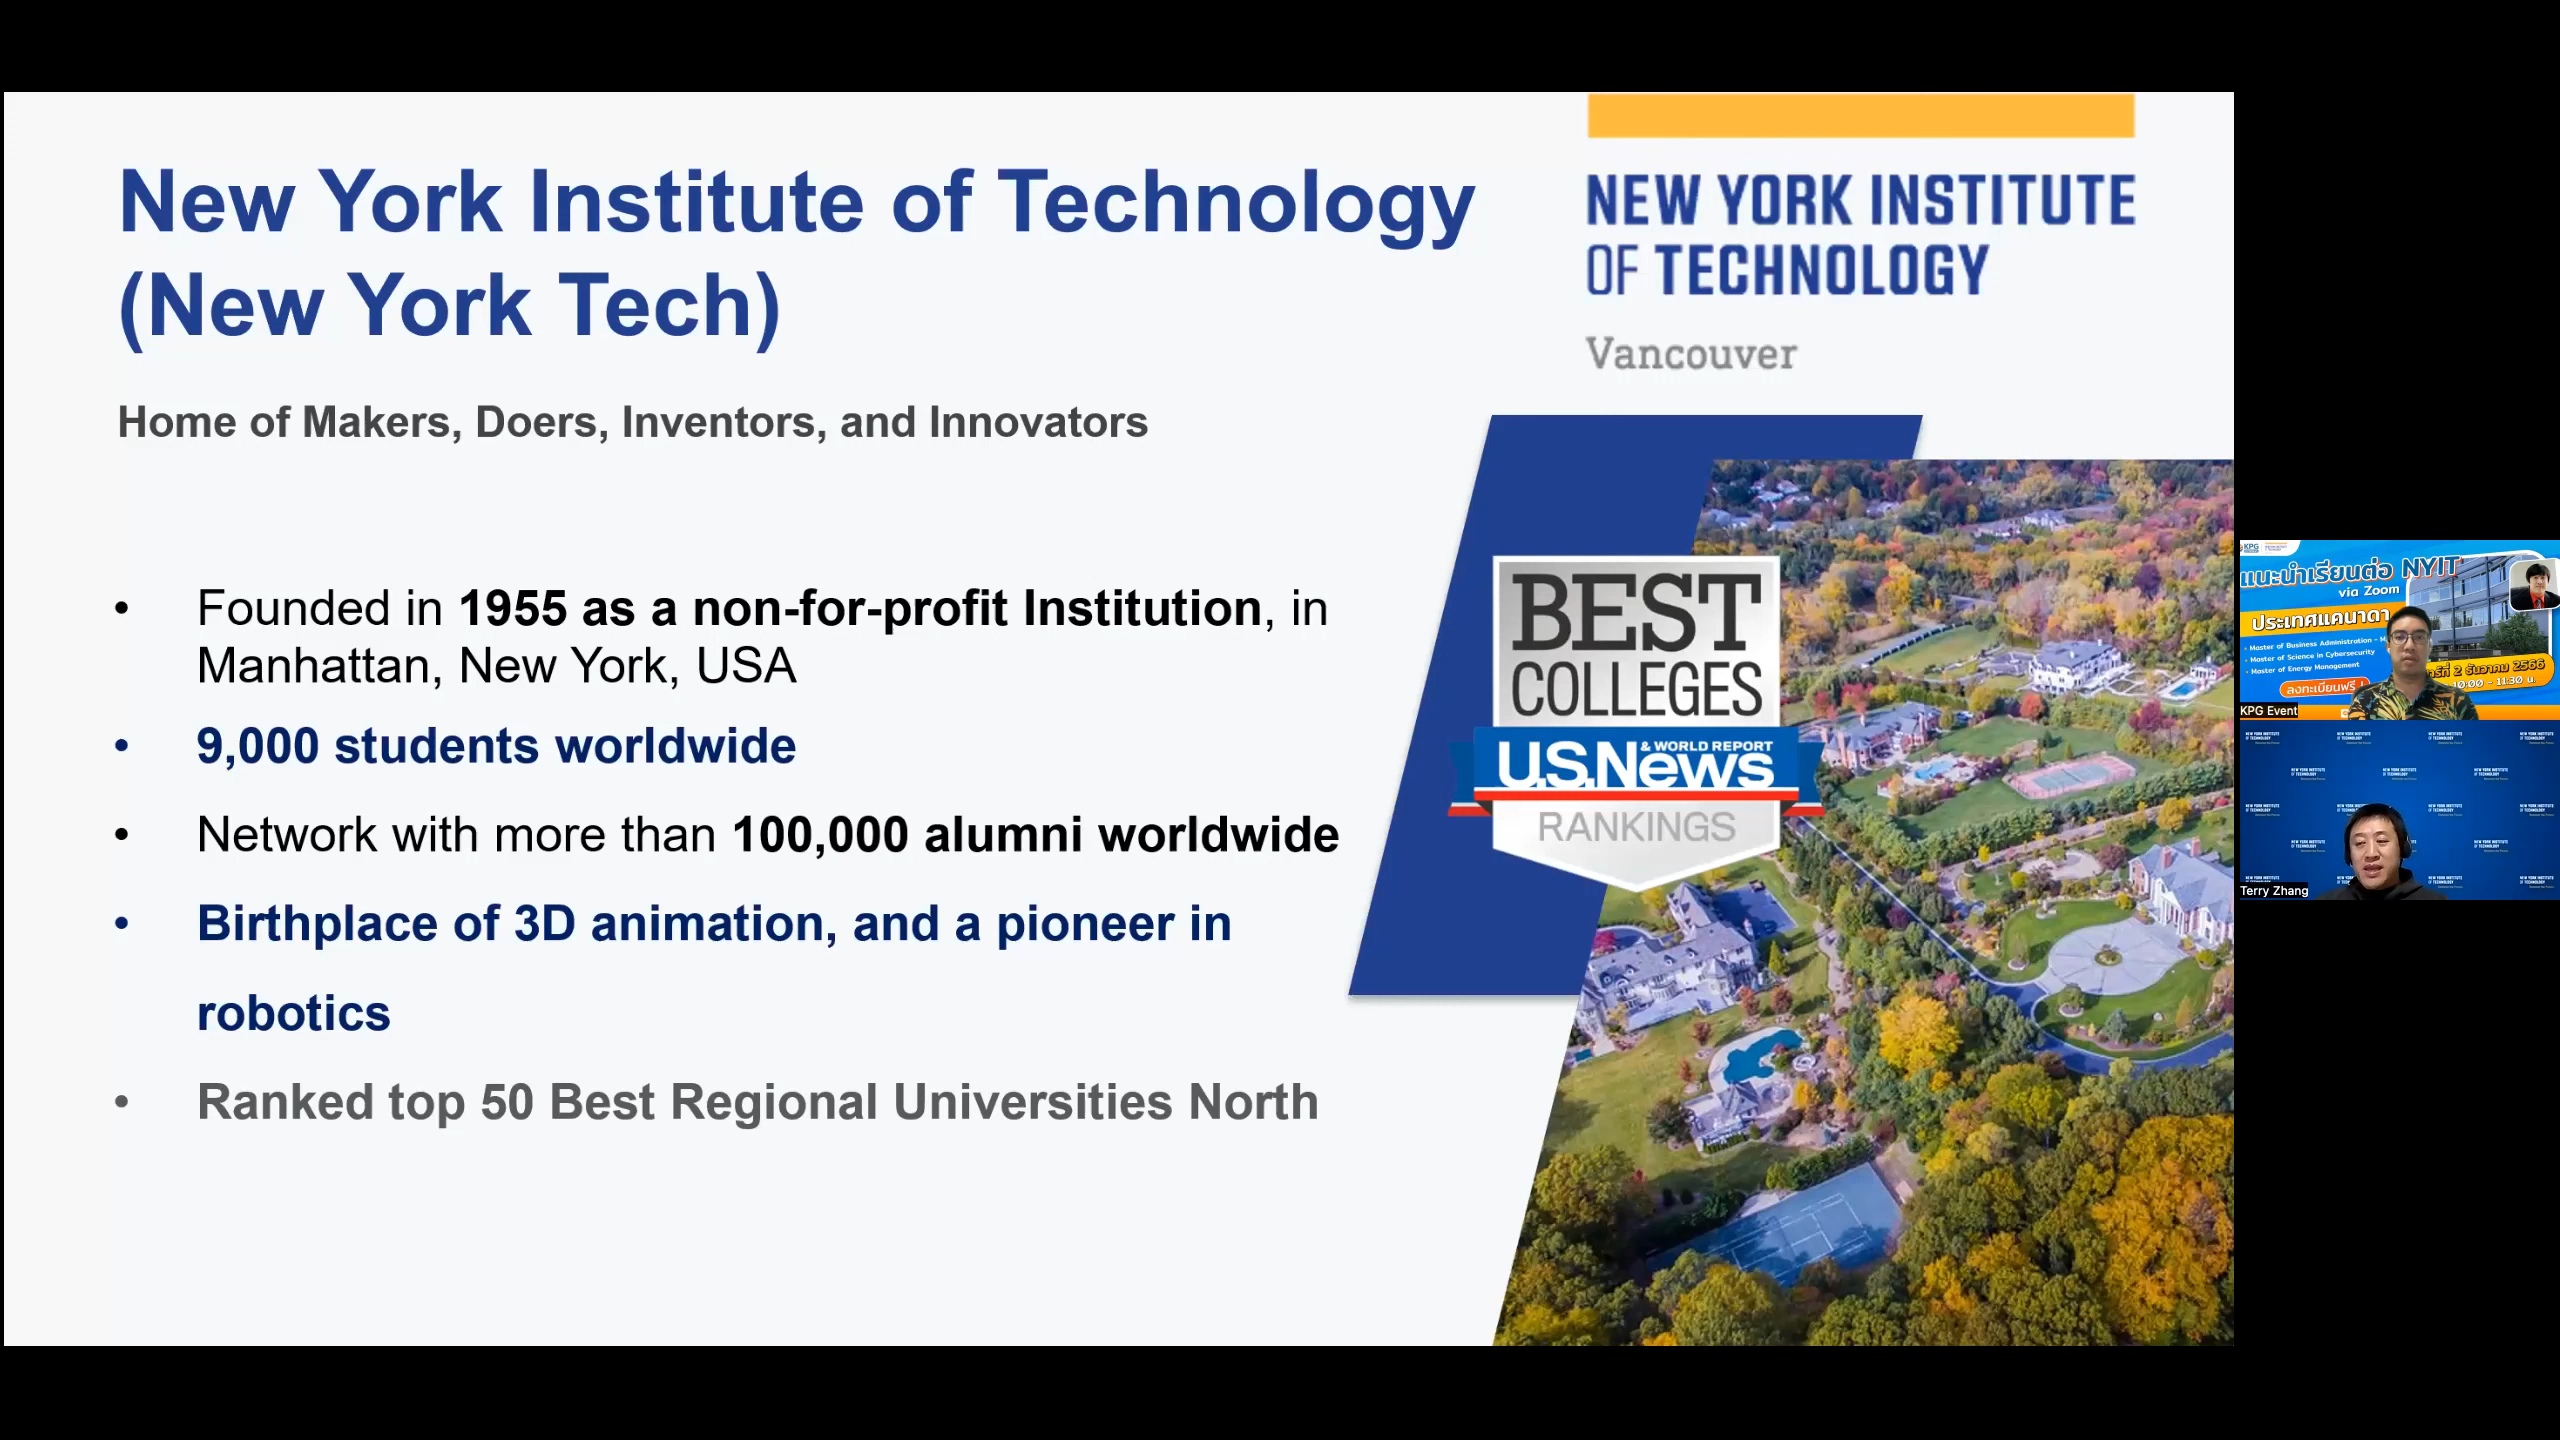 New York Institute of Technology
(New York Tech)
Home of Makers, Doers, Inventors, and Innovators
• Founded in 1955 as a non-for-profit Institution, in
Manhattan, New York, USA
• 9,000 students worldwide
• Network with more than 100,000 alumni worldwide
• Birthplace of 3D animation, and a pioneer in
robotics
• Ranked top 50 Best Regional Universities North
NEW YORK INSTITUTE
OF TECHNOLOGY
Vancouver
BEST
COLLEGES
U.S.News & WORLD REPORT
RANKINGS
KPG
แนะนำเรียนต่อ NYIT
via Zoom
ประเทศแคนาดา
• Master of Business Administration -
• Master of Science in Cybersecurity
• Master of Energy Management
ที่ 2 ธันวาคม 2566
10:00 - 11:30 น.
ลงทะเบียนฟรี
KPG Event
NEW YORK INSTITUTE
OF TECHNOLOGY
Terry Zhang